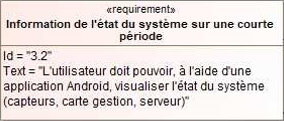 «requirement»
Information de l'état du système sur une courte
période
Id = "3.2"
Text = "L'utilisateur doit pouvoir, à l'aide d'une
application Android, visualiser l'état du système
(capteurs, carte gestion, serveur)"